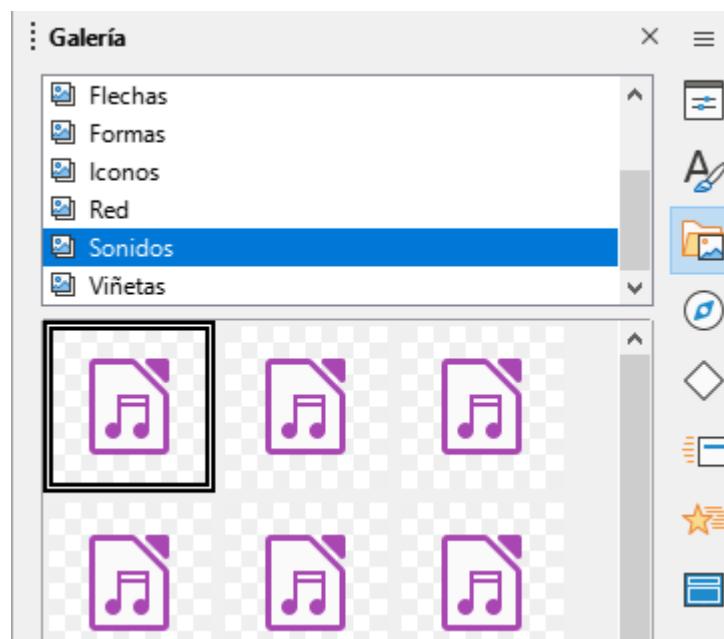 Galería
Flechas
Formas
Iconos
Red
Sonidos
Viñetas